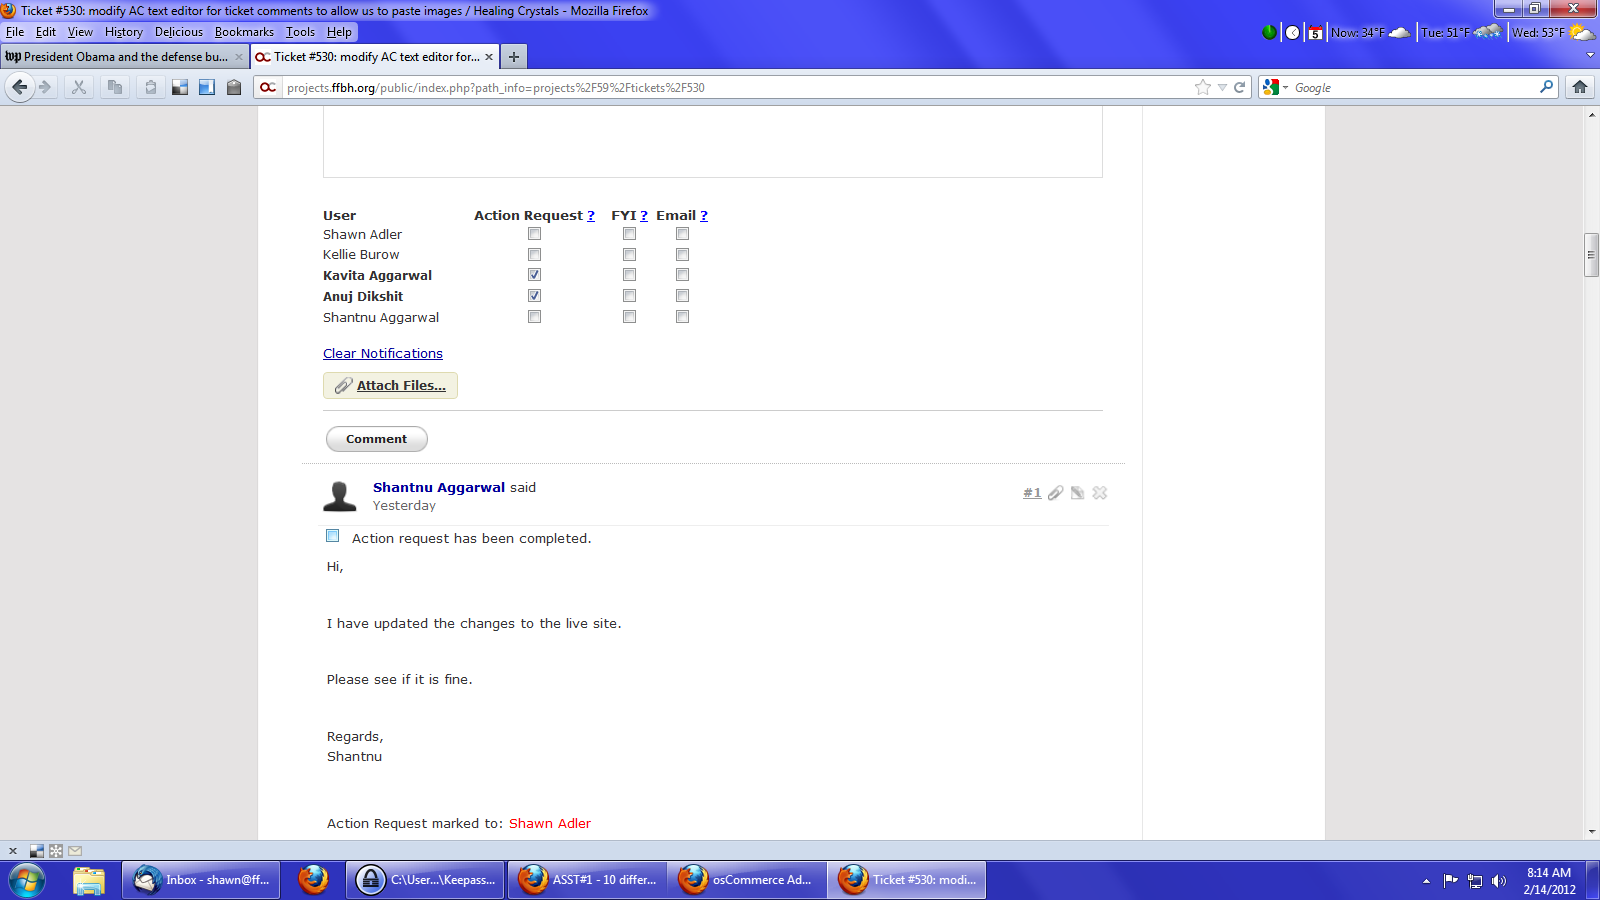 Ticket #530: modify AC text editor for ticket comments to allow us to paste images / Healing Crystals - Mozilla Firefox
File Edit View History Delicious Bookmarks Tools Help
5 Now: 34°F Tue: 51°F Wed: 53°F
wp President Obama and the defense bu... × OC Ticket #530: modify AC text editor for... × +
OC projects.ffbh.org/public/index.php?path_info=projects%2F59%2Ftickets%2F530 Google
User Action Request ? FYI ? Email ?
Shawn Adler
Kellie Burow
Kavita Aggarwal
Anuj Dikshit
Shantnu Aggarwal
Clear Notifications
Attach Files...
Comment
Shantnu Aggarwal said #1
Yesterday
Action request has been completed.
Hi,
I have updated the changes to the live site.
Please see if it is fine.
Regards,
Shantnu
Action Request marked to: Shawn Adler
×
Inbox - shawn@ff... C:\User...\Keepass... ASST#1 - 10 differ... osCommerce Ad... Ticket #530: modi...
8:14 AM
2/14/2012